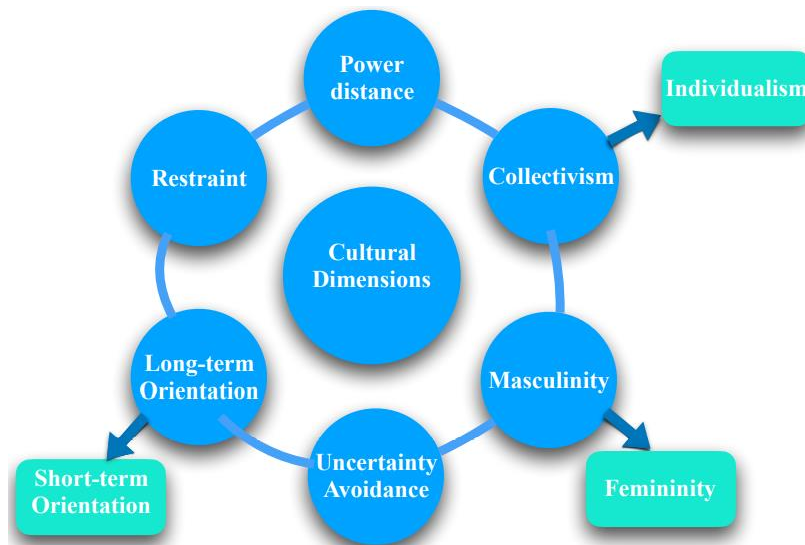 Power
distance
Individualism
Restraint
Collectivism
Cultural
Dimensions
Long-term
Orientation
Masculinity
Short-term
Orientation
Uncertainty
Avoidance
Femininity